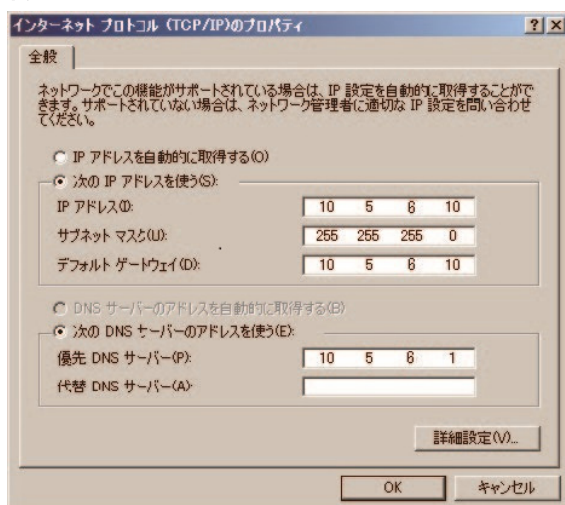 インターネット プロトコル (TCP/IP)のプロパティ
全般
ネットワークでこの機能がサポートされている場合は、IP 設定を自動的に取得することがで
きます。サポートされていない場合は、ネットワーク管理者に適切な IP 設定を問い合わせ
てください。
IP アドレスを自動的に取得する(O)
次の IP アドレスを使う(S):
IP アドレス(I): 10 5 6 10
サブネット マスク(U): 255 255 255 0
デフォルト ゲートウェイ(D): 10 5 6 10
DNS サーバーのアドレスを自動的に取得する(B)
次の DNS サーバーのアドレスを使う(E):
優先 DNS サーバー(P): 10 5 6 1
代替 DNS サーバー(A):
詳細設定(V)...
OK キャンセル